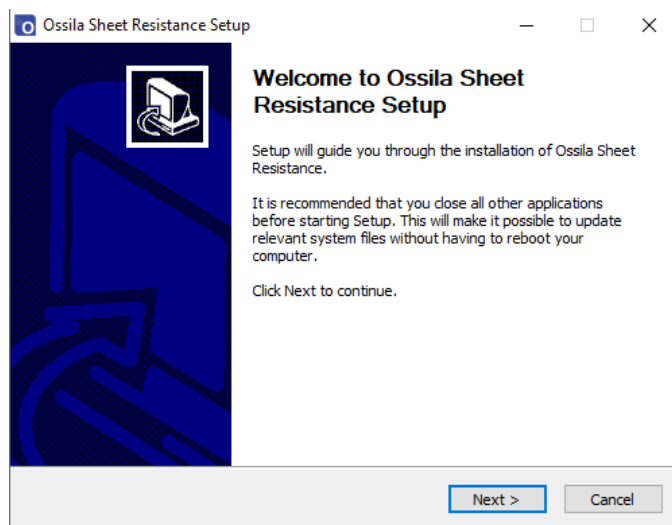 Ossila Sheet Resistance Setup
Welcome to Ossila Sheet
Resistance Setup
Setup will guide you through the installation of Ossila Sheet
Resistance.
It is recommended that you close all other applications
before starting Setup. This will make it possible to update
relevant system files without having to reboot your
computer.
Click Next to continue.
Next > Cancel